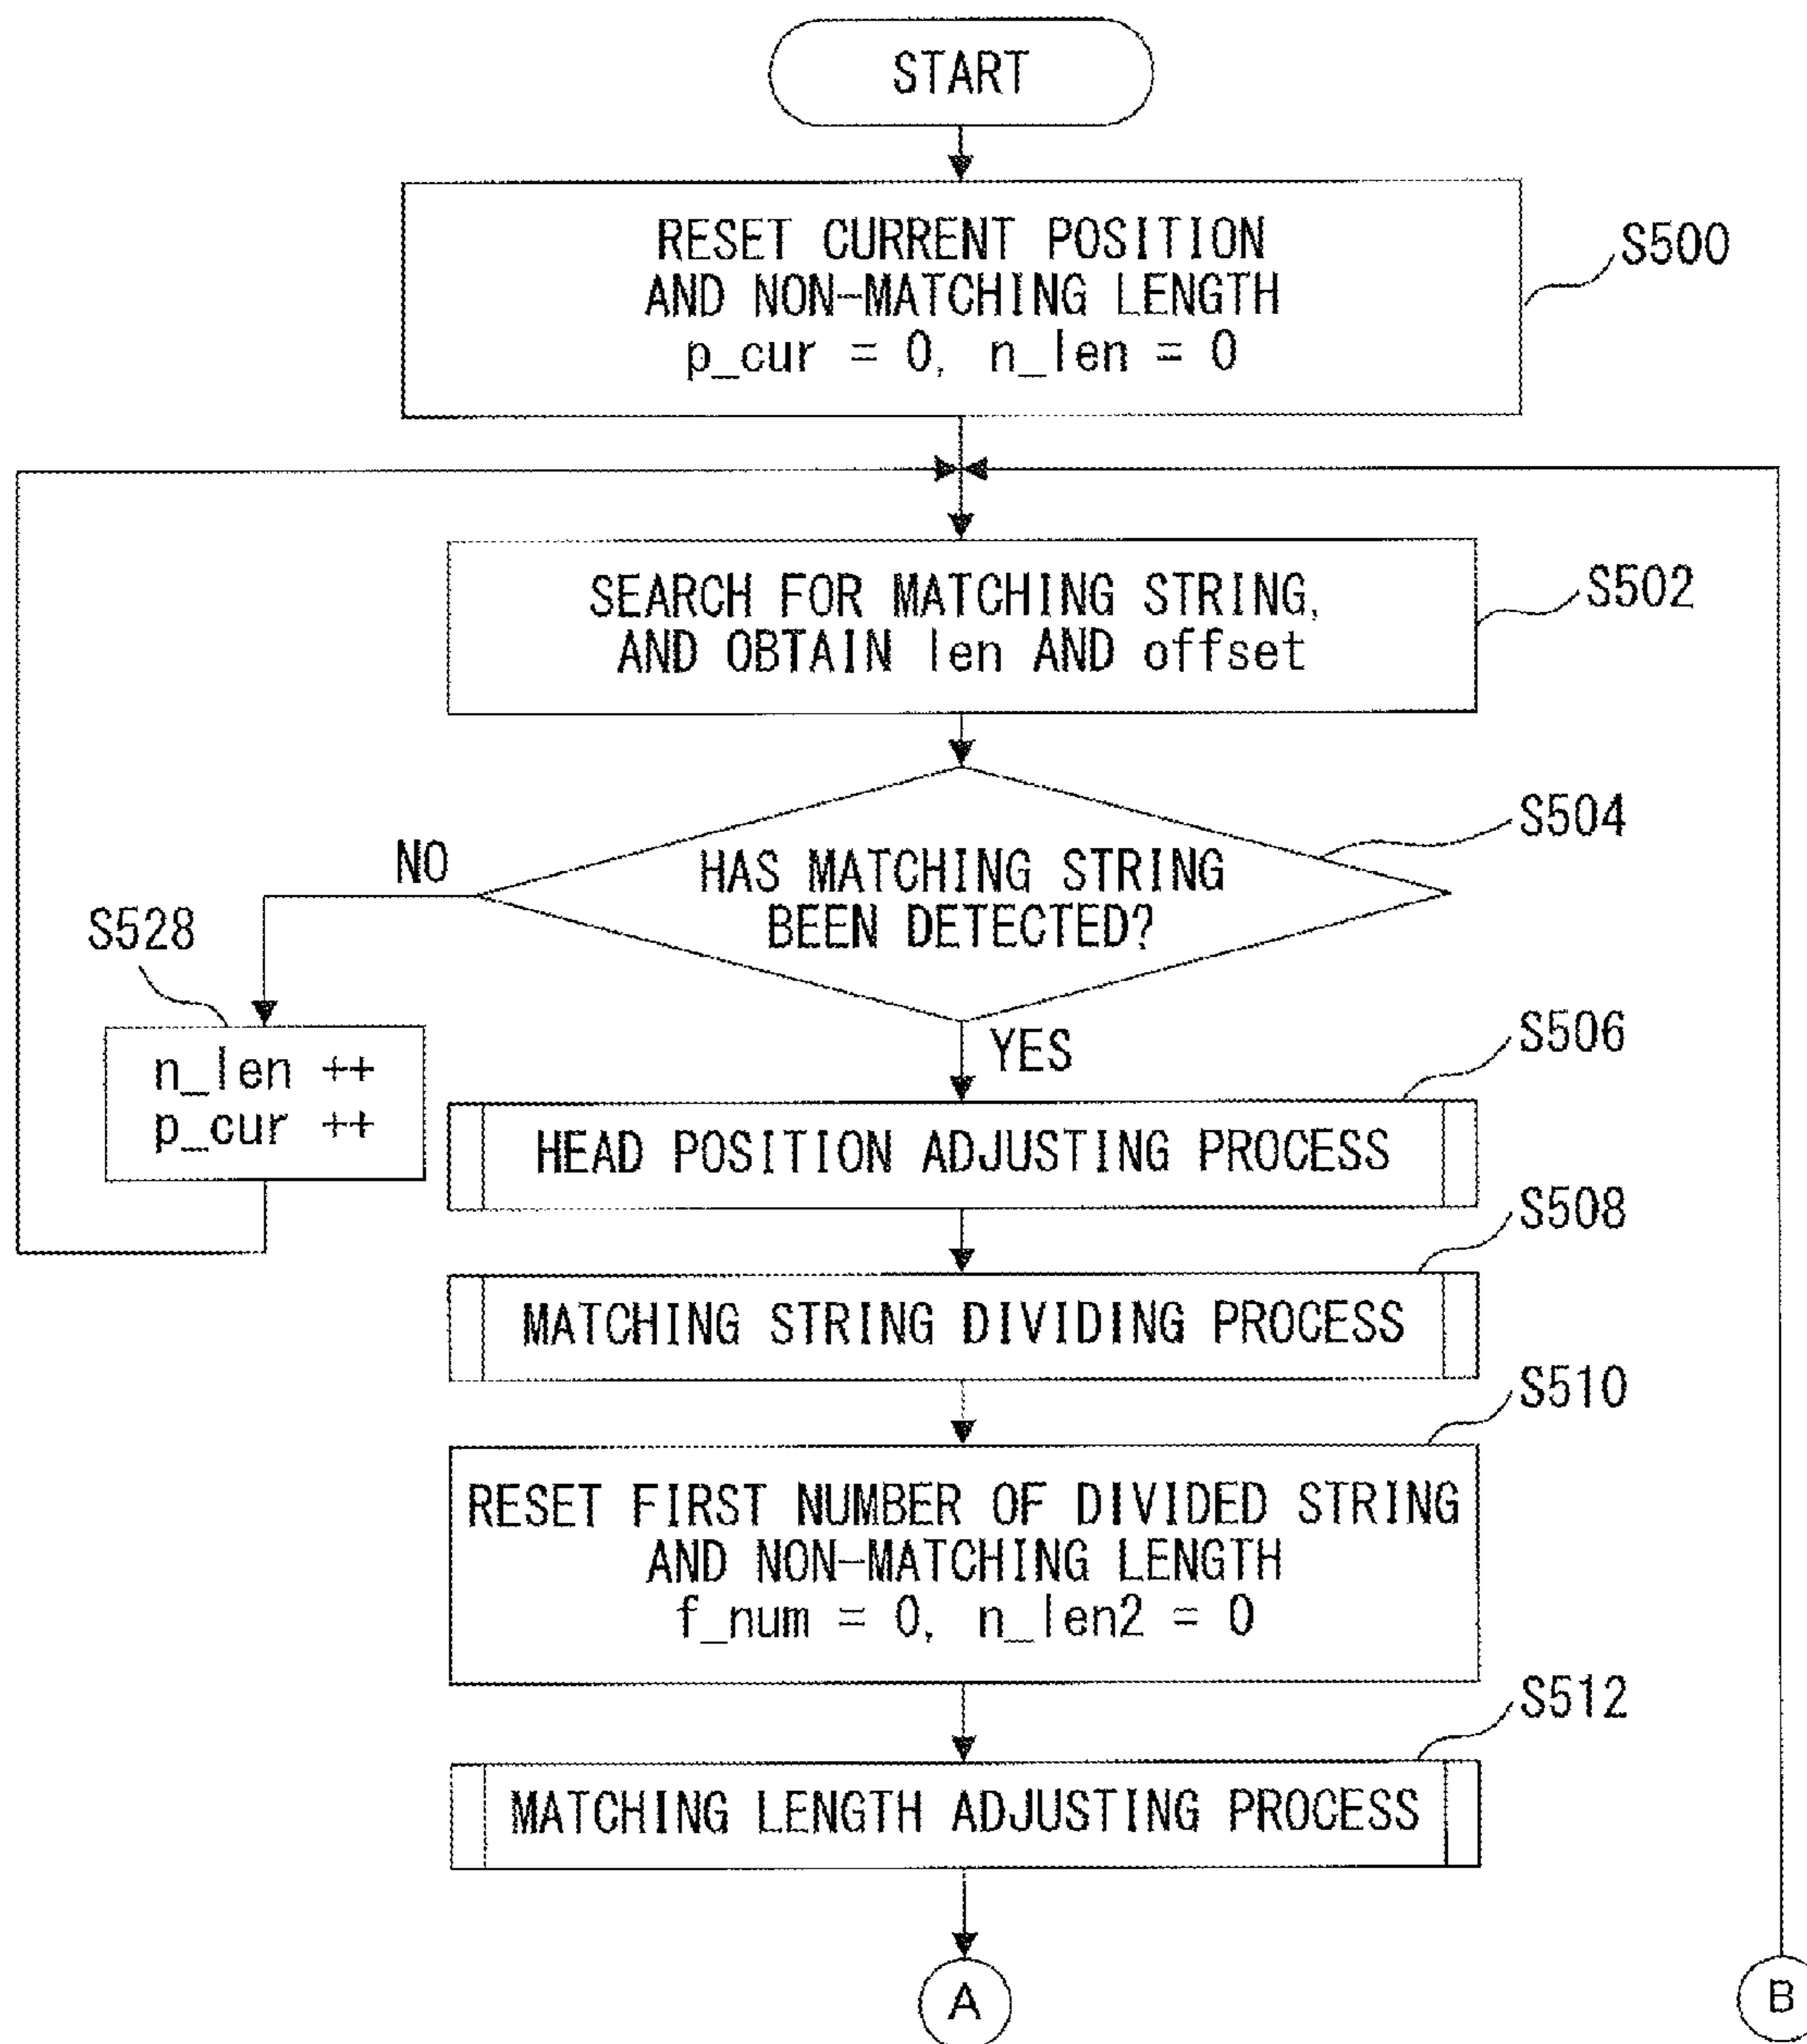 START
RESET CURRENT POSITION
AND NON-MATCHING LENGTH
p_cur = 0, n_len = 0
S500
SEARCH FOR MATCHING STRING,
AND OBTAIN len AND offset
S502
S504
NO
HAS MATCHING STRING
BEEN DETECTED?
S528
n_len ++
p_cur ++
YES
S506
HEAD POSITION ADJUSTING PROCESS
S508
MATCHING STRING DIVIDING PROCESS
S510
RESET FIRST NUMBER OF DIVIDED STRING
AND NON-MATCHING LENGTH
f_num = 0, n_len2 = 0
S512
MATCHING LENGTH ADJUSTING PROCESS
A
B